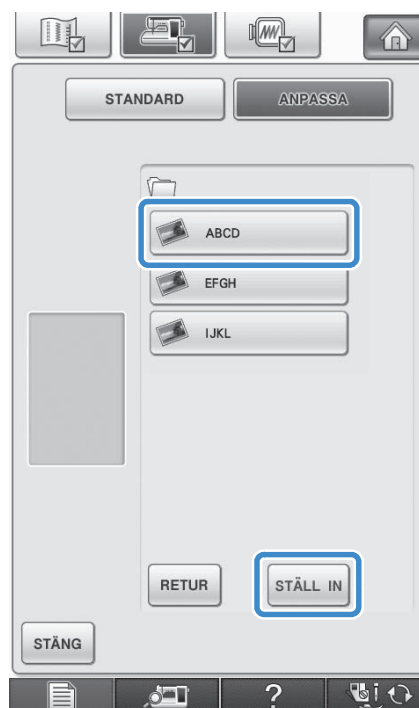 STANDARD ANPASSA
ABCD
EFGH
IJKL
RETUR STÄLL IN
STÄNG
?